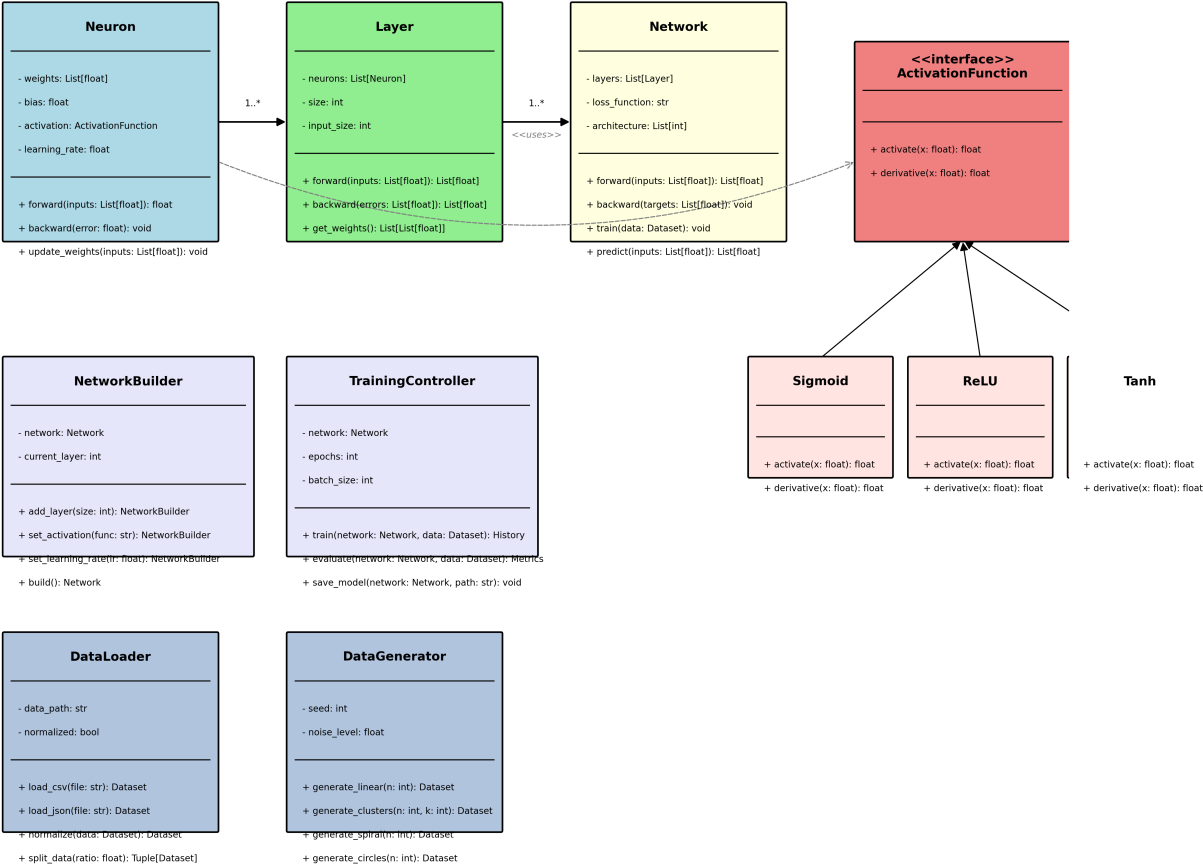 Neuron
- weights: List[float]
- bias: float
- activation: ActivationFunction
- learning_rate: float
+ forward(inputs: List[float]): float
+ backward(error: float): void
+ update_weights(inputs: List[float]): void
1..*
Layer
- neurons: List[Neuron]
- size: int
- input_size: int
+ forward(inputs: List[float]): List[float]
+ backward(errors: List[float]): List[float]
+ get_weights(): List[List[float]]
1..*
<<uses>>
Network
- layers: List[Layer]
- loss_function: str
- architecture: List[int]
+ forward(inputs: List[float]): List[float]
+ backward(targets: List[float]): void
+ train(data: Dataset): void
+ predict(inputs: List[float]): List[float]
<<interface>>
ActivationFunction
+ activate(x: float): float
+ derivative(x: float): float
NetworkBuilder
- network: Network
- current_layer: int
+ add_layer(size: int): NetworkBuilder
+ set_activation(func: str): NetworkBuilder
+ set_learning_rate(lr: float): NetworkBuilder
+ build(): Network
TrainingController
- network: Network
- epochs: int
- batch_size: int
+ train(network: Network, data: Dataset): History
+ evaluate(network: Network, data: Dataset): Metrics
+ save_model(network: Network, path: str): void
Sigmoid
+ activate(x: float): float
+ derivative(x: float): float
ReLU
+ activate(x: float): float
+ derivative(x: float): float
Tanh
+ activate(x: float): float
+ derivative(x: float): float
DataLoader
- data_path: str
- normalized: bool
+ load_csv(file: str): Dataset
+ load_json(file: str): Dataset
+ normalize(data: Dataset): Dataset
+ split_data(ratio: float): Tuple[Dataset]
DataGenerator
- seed: int
- noise_level: float
+ generate_linear(n: int): Dataset
+ generate_clusters(n: int, k: int): Dataset
+ generate_spiral(n: int): Dataset
+ generate_circles(n: int): Dataset